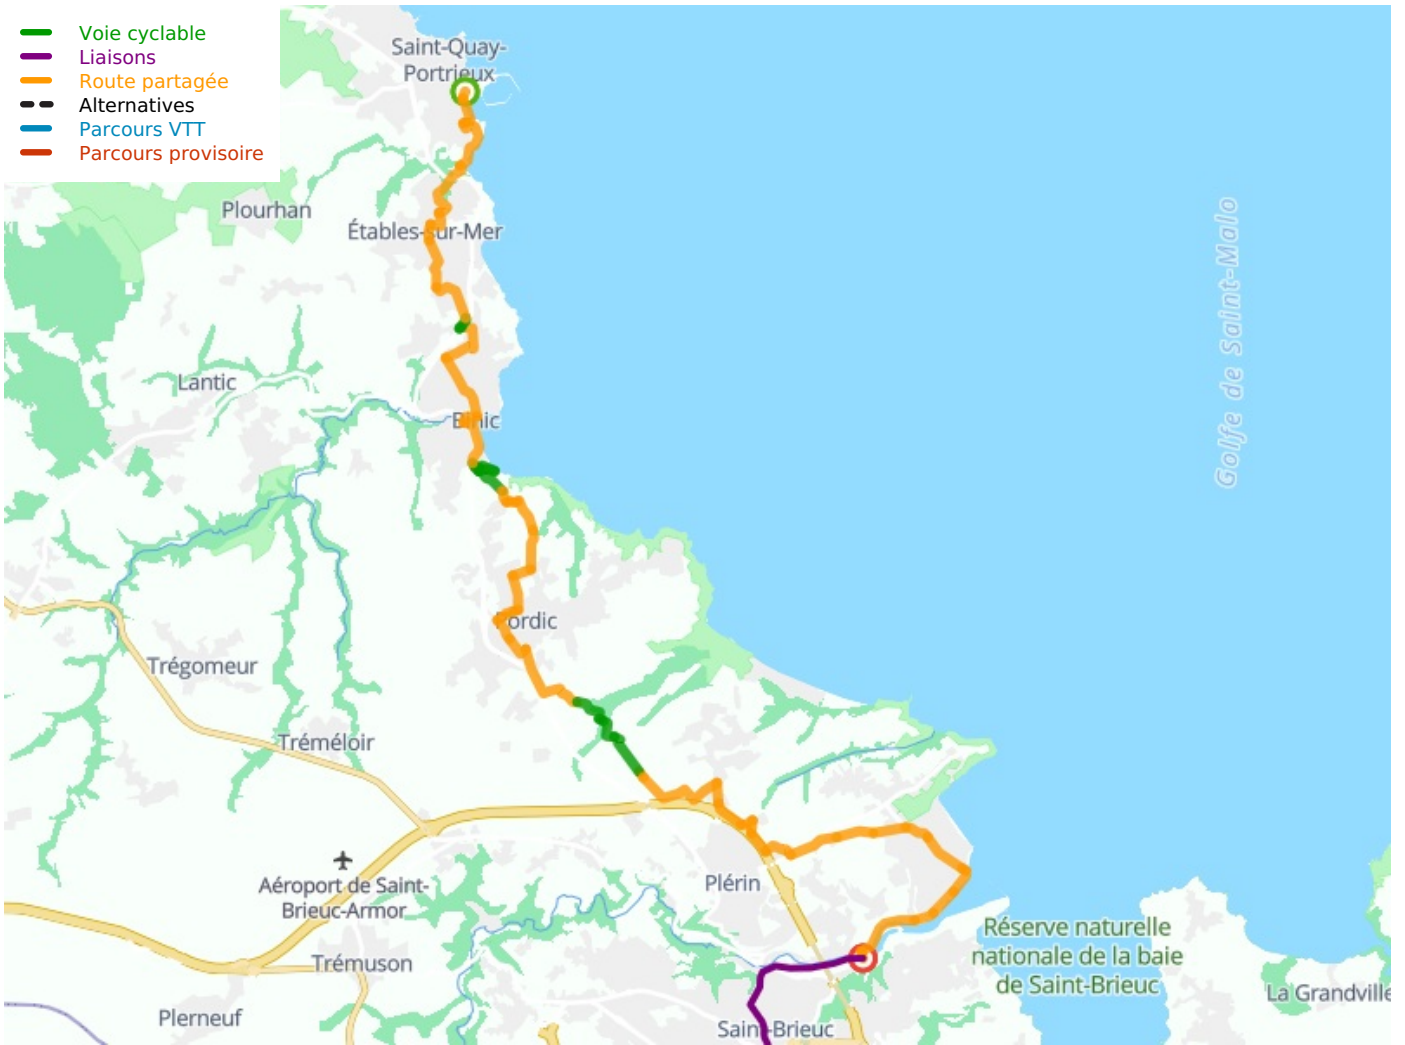 Voie cyclable
Liaisons
Route partagée
Alternatives
Parcours VTT
Parcours provisoire
Saint-Quay-
Portrieux
Plourhan
Étables-sur-Mer
Golfe de Saint-Malo
Lantic
Binic
Pordic
Trégomeur
Tréméloir
Plérin
Aéroport de Saint-
Brieuc-Armor
Réserve naturelle
nationale de la baie
de Saint-Brieuc
Trémuson
La Grandville
Plerneuf
Saint-Brieuc